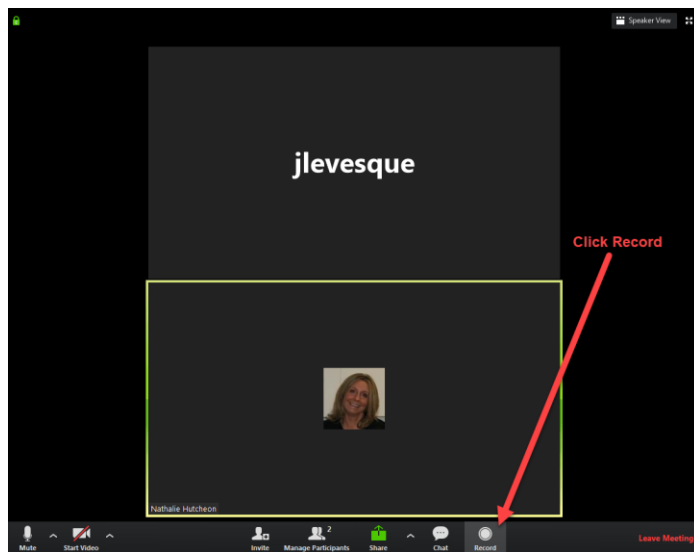 Speaker View
jlevesque
Click Record
Nathalie Hutcheon
Mute
Start Video
Invite
2
Manage Participants
Share
Chat
Record
Leave Meeting